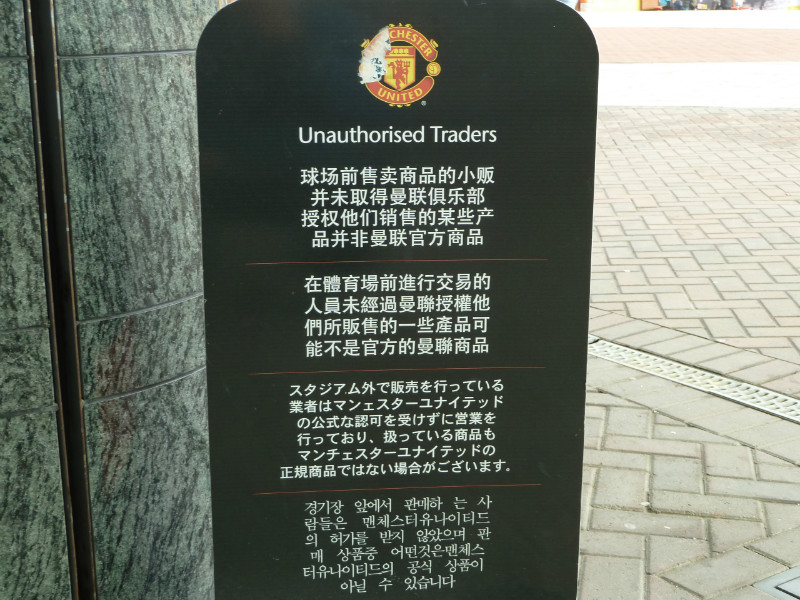 CHESTER
UNITED
Unauthorised Traders
球场前售卖商品的小贩
并未取得曼联俱乐部
授权他们销售的某些产
品并非曼联官方商品
在體育場前進行交易的
人員未經過曼聯授權他
們所販售的一些產品可
能不是官方的曼聯商品
スタジアム外で販売を行っている
業者はマンェスターユナイテッド
の公式な認可を受けずに営業を
行っており、扱っている商品も
マンチェスターユナイテッドの
正規商品ではない場合がございます。
경기장 앞에서 판매하 는 사
람들은 맨체스터유나이티드
의 허가를 받지 않았으며 판
매 상품중 어떤것은맨체스
터유나이티드의 공식 상품이
아닐 수 있습니다